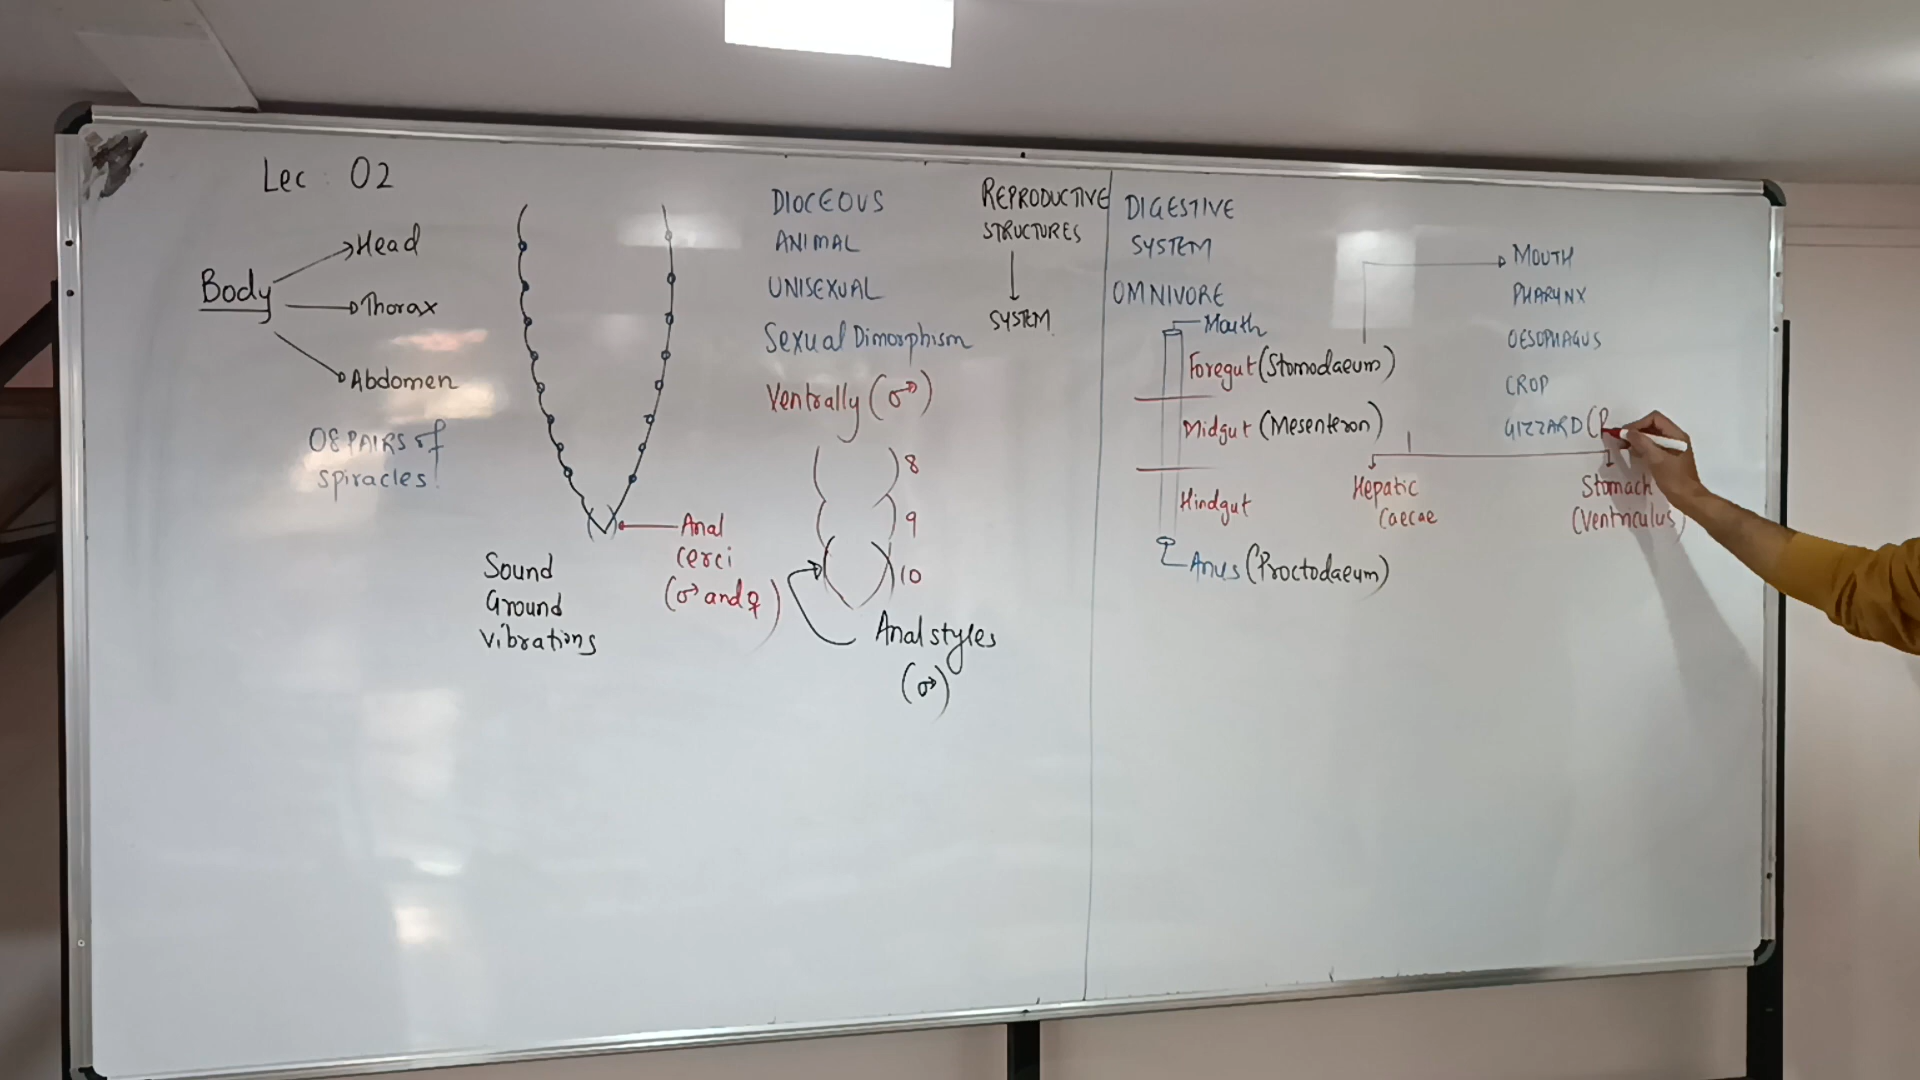 Lec: 02
Body
Head
Thorax
Abdomen
08 PAIRS of
spiracles!
Anal
cerci
(♂ and ♀)
Sound
Ground
Vibrations
DIOCEOUS
ANIMAL
UNISEXUAL
Sexual Dimorphism
Ventrally (♂)
8
9
10
Anal styles
(♂)
REPRODUCTIVE
STRUCTURES
SYSTEM
DIGESTIVE
SYSTEM
OMNIVORE
Mouth
Foregut (Stomodaeum)
Midgut (Mesenteron)
Hindgut
Anus (Proctodaeum)
MOUTH
PHARYNX
OESOPHAGUS
CROP
GIZZARD (P
Hepatic
Caecae
Stomach
(Ventriculus)